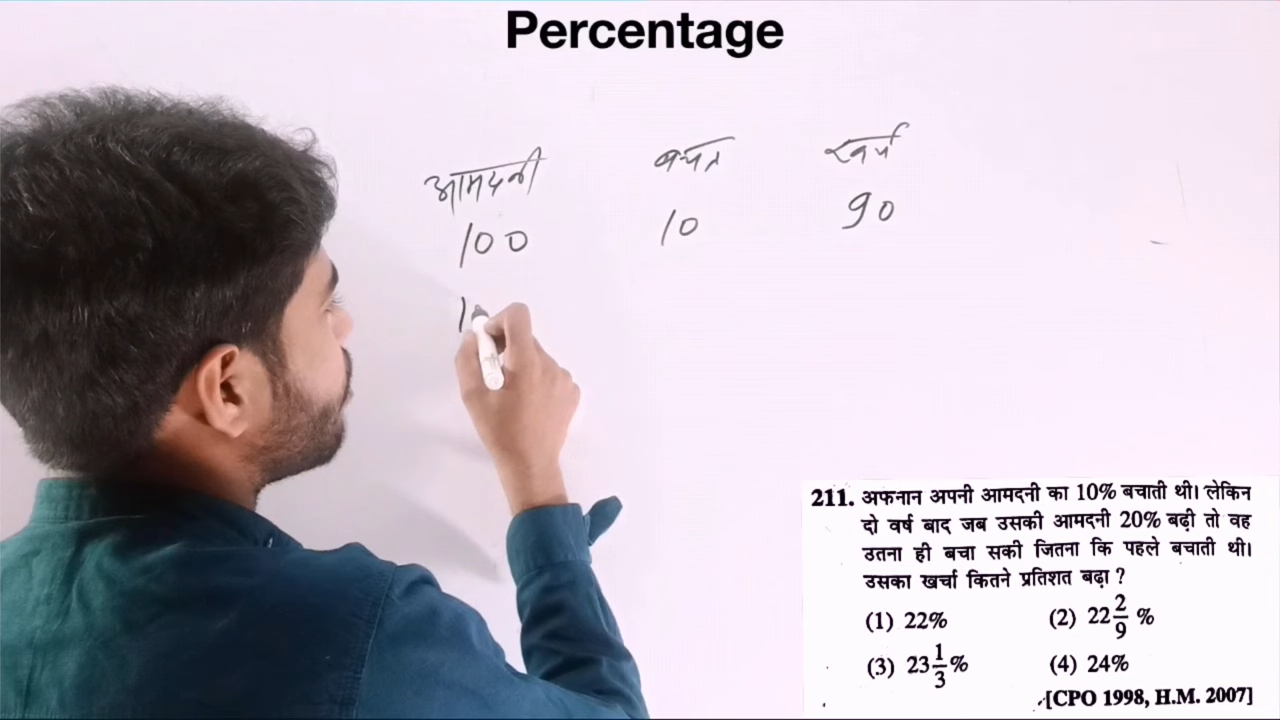 Percentage
आमदनी बचत खर्च
100 10 90
211. अफनान अपनी आमदनी का 10% बचाती थी। लेकिन
दो वर्ष बाद जब उसकी आमदनी 20% बढ़ी तो वह
उतना ही बचा सकी जितना कि पहले बचाती थी।
उसका खर्चा कितने प्रतिशत बढ़ा ?
(1) 22% (2) 22 2/9 %
(3) 23 1/3 % (4) 24%
[CPO 1998, H.M. 2007]